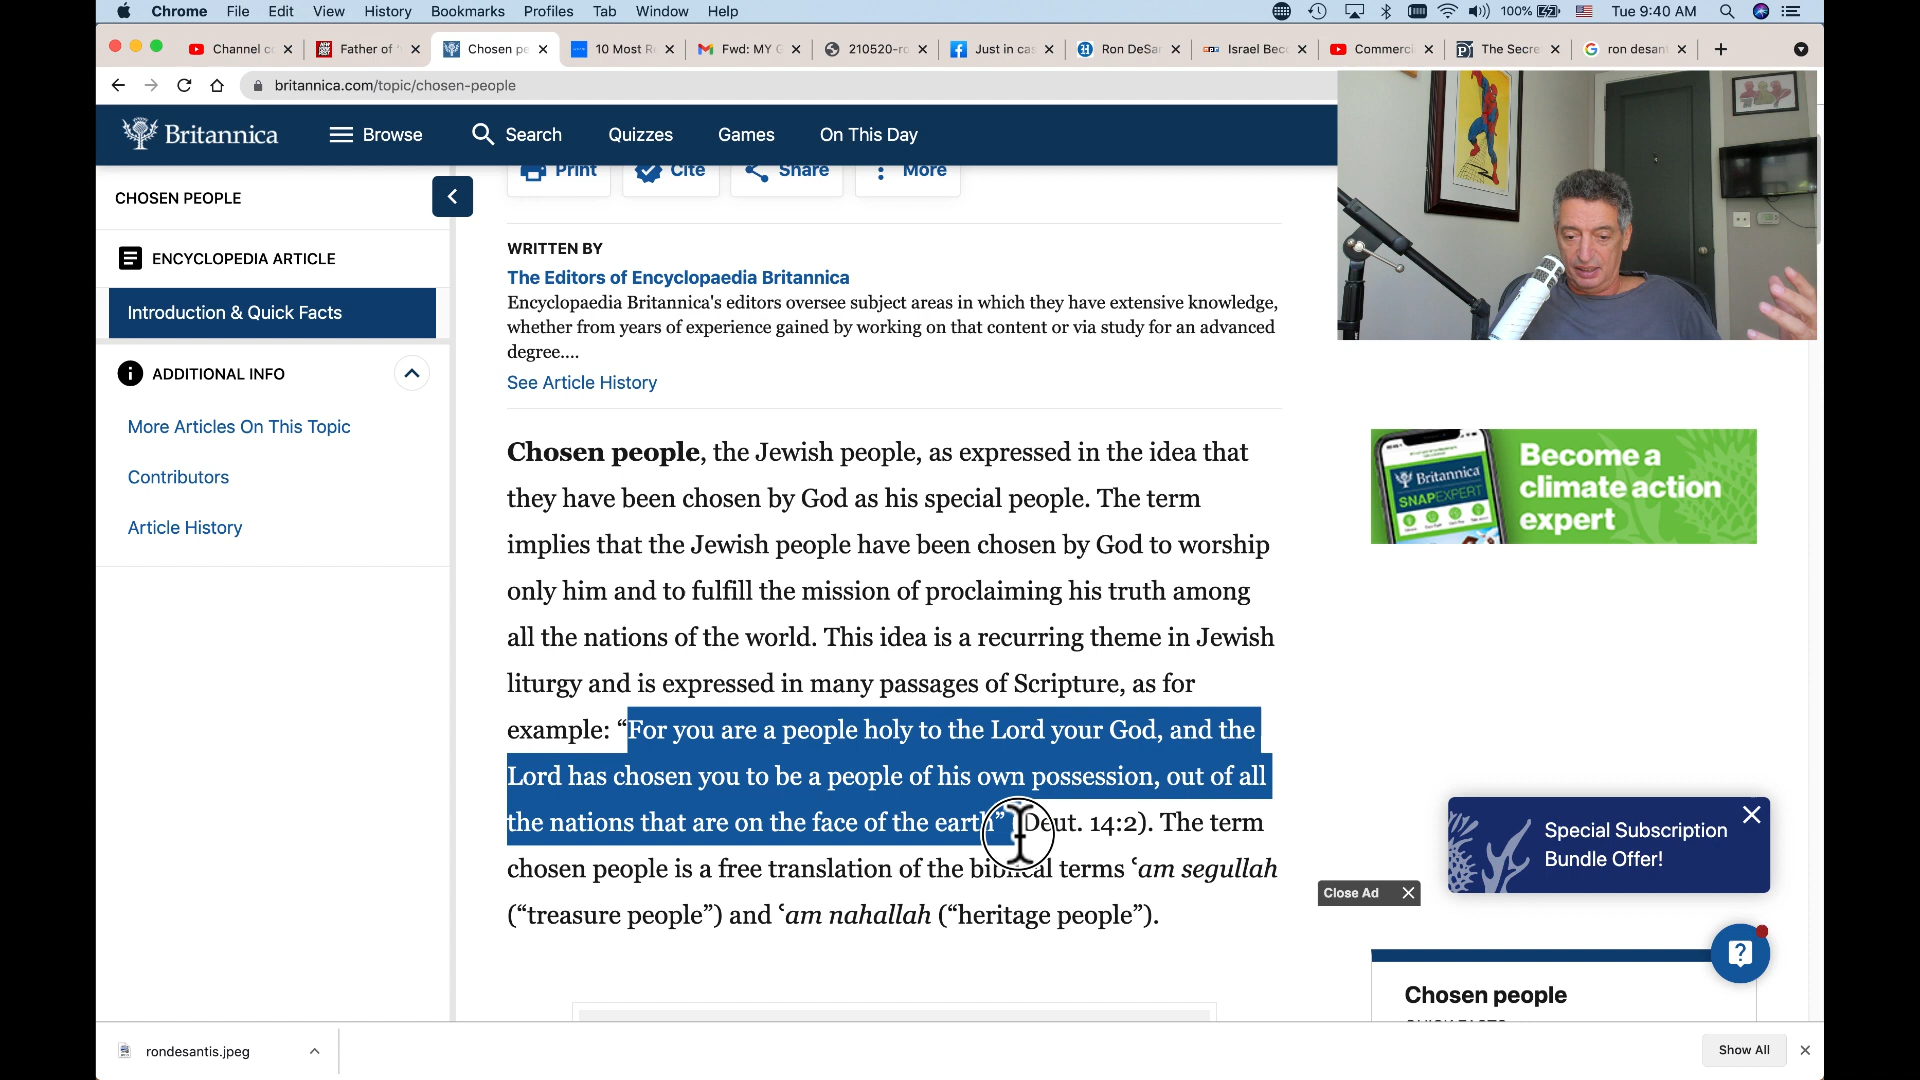 Chrome File Edit View History Bookmarks Profiles Tab Window Help
100% Tue 9:40 AM
Channel c Father of Chosen pe 10 Most R Fwd: MY G 210520-ro Just in ca Ron DeSa Israel Bec Commerc The Secre ron desant
britannica.com/topic/chosen-people
Britannica Browse Search Quizzes Games On This Day
Print Cite Share More
CHOSEN PEOPLE
ENCYCLOPEDIA ARTICLE
Introduction & Quick Facts
ADDITIONAL INFO
More Articles On This Topic
Contributors
Article History
WRITTEN BY
The Editors of Encyclopaedia Britannica
Encyclopaedia Britannica's editors oversee subject areas in which they have extensive knowledge,
whether from years of experience gained by working on that content or via study for an advanced
degree....
See Article History
Chosen people, the Jewish people, as expressed in the idea that
they have been chosen by God as his special people. The term
implies that the Jewish people have been chosen by God to worship
only him and to fulfill the mission of proclaiming his truth among
all the nations of the world. This idea is a recurring theme in Jewish
liturgy and is expressed in many passages of Scripture, as for
example: “For you are a people holy to the Lord your God, and the
Lord has chosen you to be a people of his own possession, out of all
the nations that are on the face of the earth” (Deut. 14:2). The term
chosen people is a free translation of the biblical terms ʿam segullah
(“treasure people”) and ʿam nahallah (“heritage people”).
Britannica
SNAPEXPERT
Become a
climate action
expert
Special Subscription
Bundle Offer!
Close Ad
Chosen people
rondesantis.jpeg
Show All